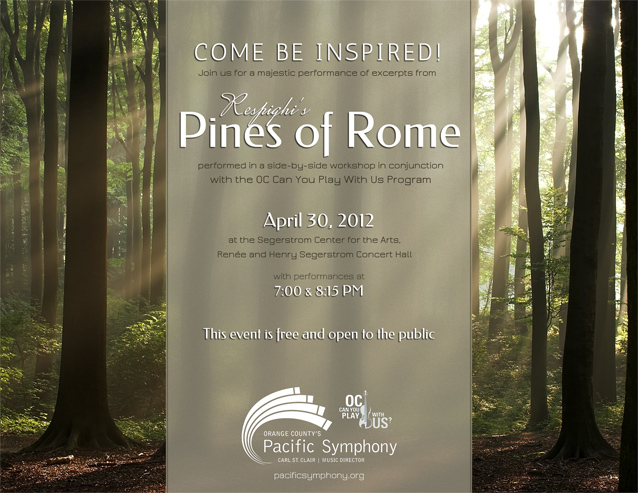 COME BE INSPIRED!
Join us for a majestic performance of excerpts from
Respighi's
Pines of Rome
performed in a side-by-side workshop in conjunction
with the OC Can You Play With Us Program
April 30, 2012
at the Segerstrom Center for the Arts,
Renée and Henry Segerstrom Concert Hall
with performances at
7:00 & 8:15 PM
This event is free and open to the public
OC
CAN YOU
PLAY WITH
US?
ORANGE COUNTY'S
Pacific Symphony
CARL ST. CLAIR | MUSIC DIRECTOR
pacificsymphony.org